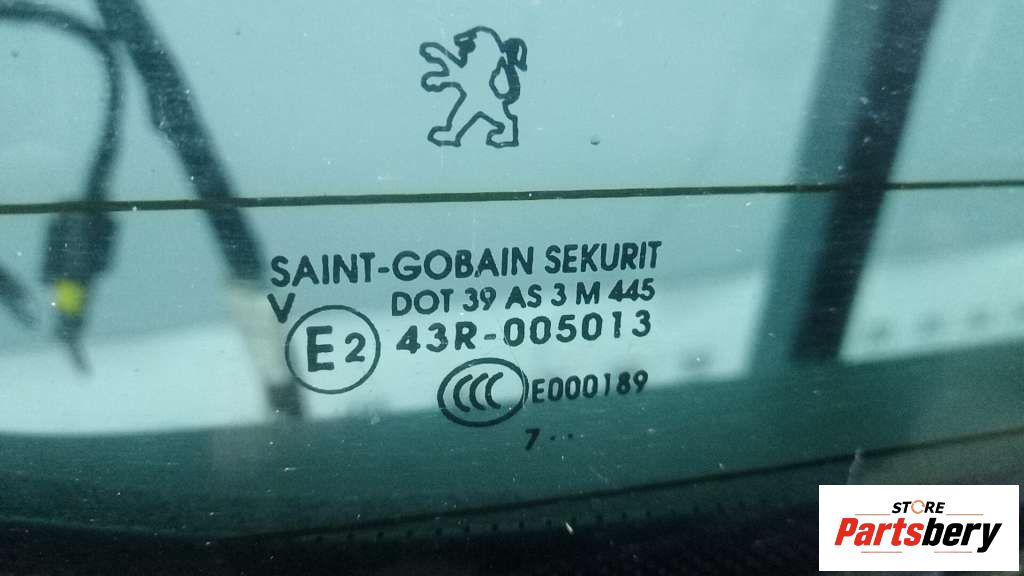 SAINT-GOBAIN SEKURIT
V DOT 39 AS 3 M 445
E2 43R-005013
CCC E000189
7··
STORE
Partsbery